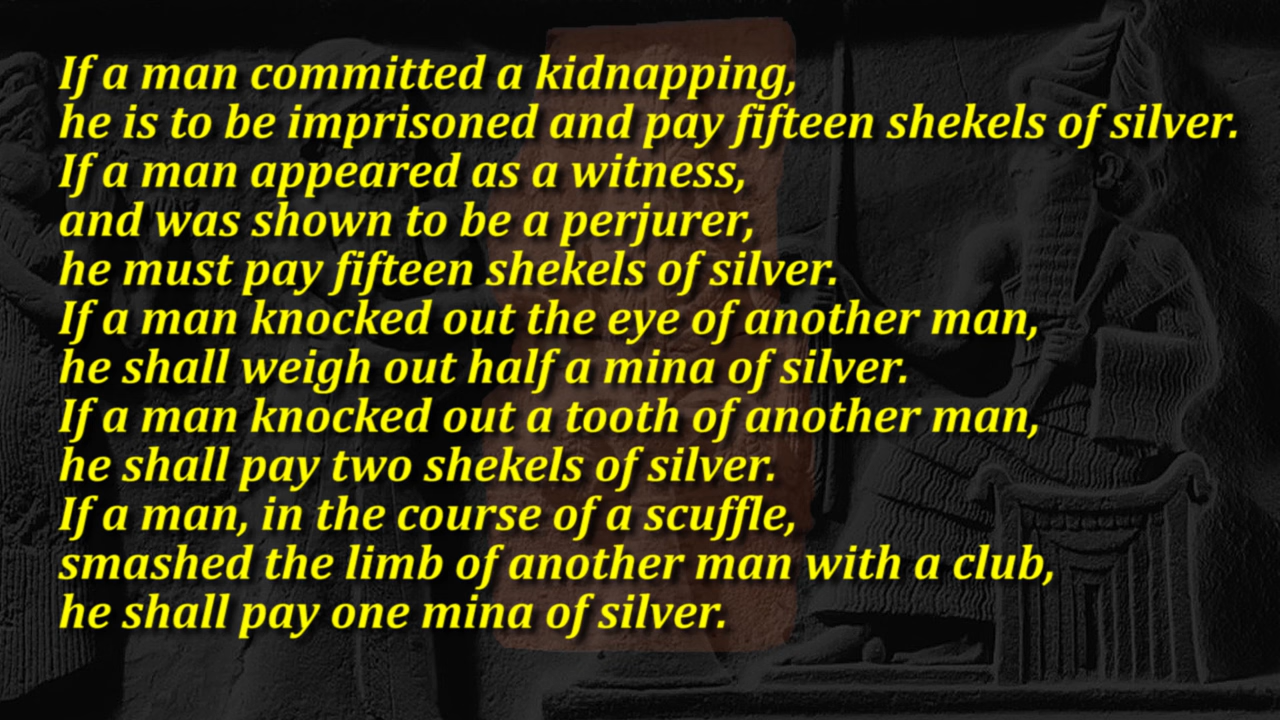 If a man committed a kidnapping,
he is to be imprisoned and pay fifteen shekels of silver.
If a man appeared as a witness,
and was shown to be a perjurer,
he must pay fifteen shekels of silver.
If a man knocked out the eye of another man,
he shall weigh out half a mina of silver.
If a man knocked out a tooth of another man,
he shall pay two shekels of silver.
If a man, in the course of a scuffle,
smashed the limb of another man with a club,
he shall pay one mina of silver.